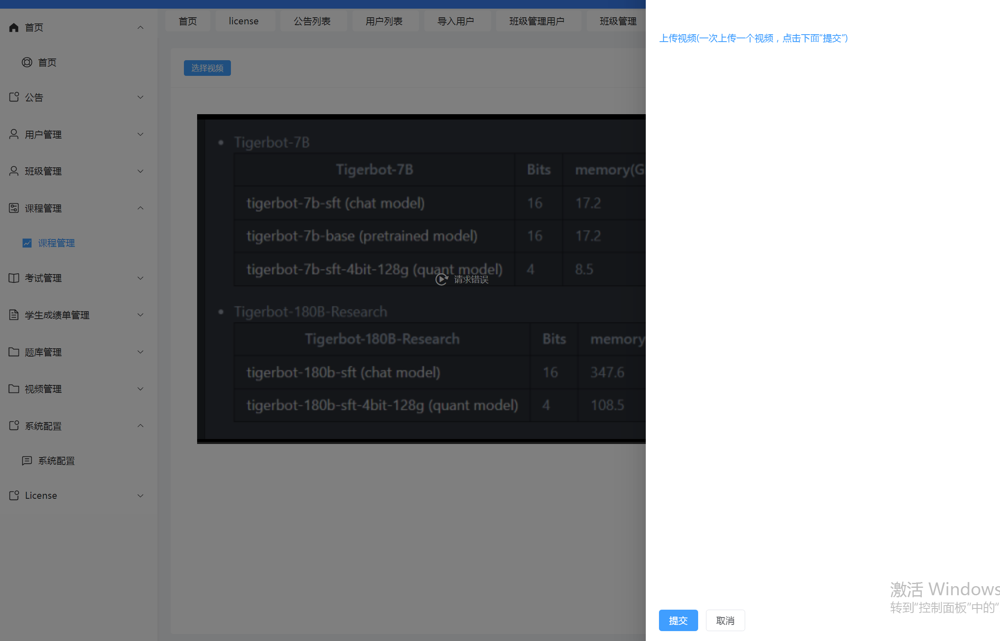 首页
首页
公告
用户管理
班级管理
课程管理
课程管理
考试管理
学生成绩单管理
题库管理
视频管理
系统配置
系统配置
License
首页 license 公告列表 用户列表 导入用户 班级管理用户 班级管理
选择视频
Tigerbot-7B
Tigerbot-7B Bits memory(G
tigerbot-7b-sft (chat model) 16 17.2
tigerbot-7b-base (pretrained model) 16 17.2
tigerbot-7b-sft-4bit-128g (quant model) 4 8.5
请求错误
Tigerbot-180B-Research
Tigerbot-180B-Research Bits memory
tigerbot-180b-sft (chat model) 16 347.6
tigerbot-180b-sft-4bit-128g (quant model) 4 108.5
上传视频(一次上传一个视频，点击下面“提交”)
激活 Windows
转到“控制面板”中的“
提交 取消